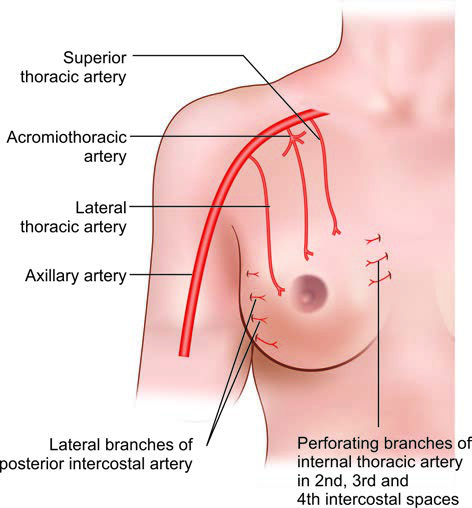 Superior
thoracic artery
Acromiothoracic
artery
Lateral
thoracic artery
Axillary artery
Lateral branches of
posterior intercostal artery
Perforating branches of
internal thoracic artery
in 2nd, 3rd and
4th intercostal spaces